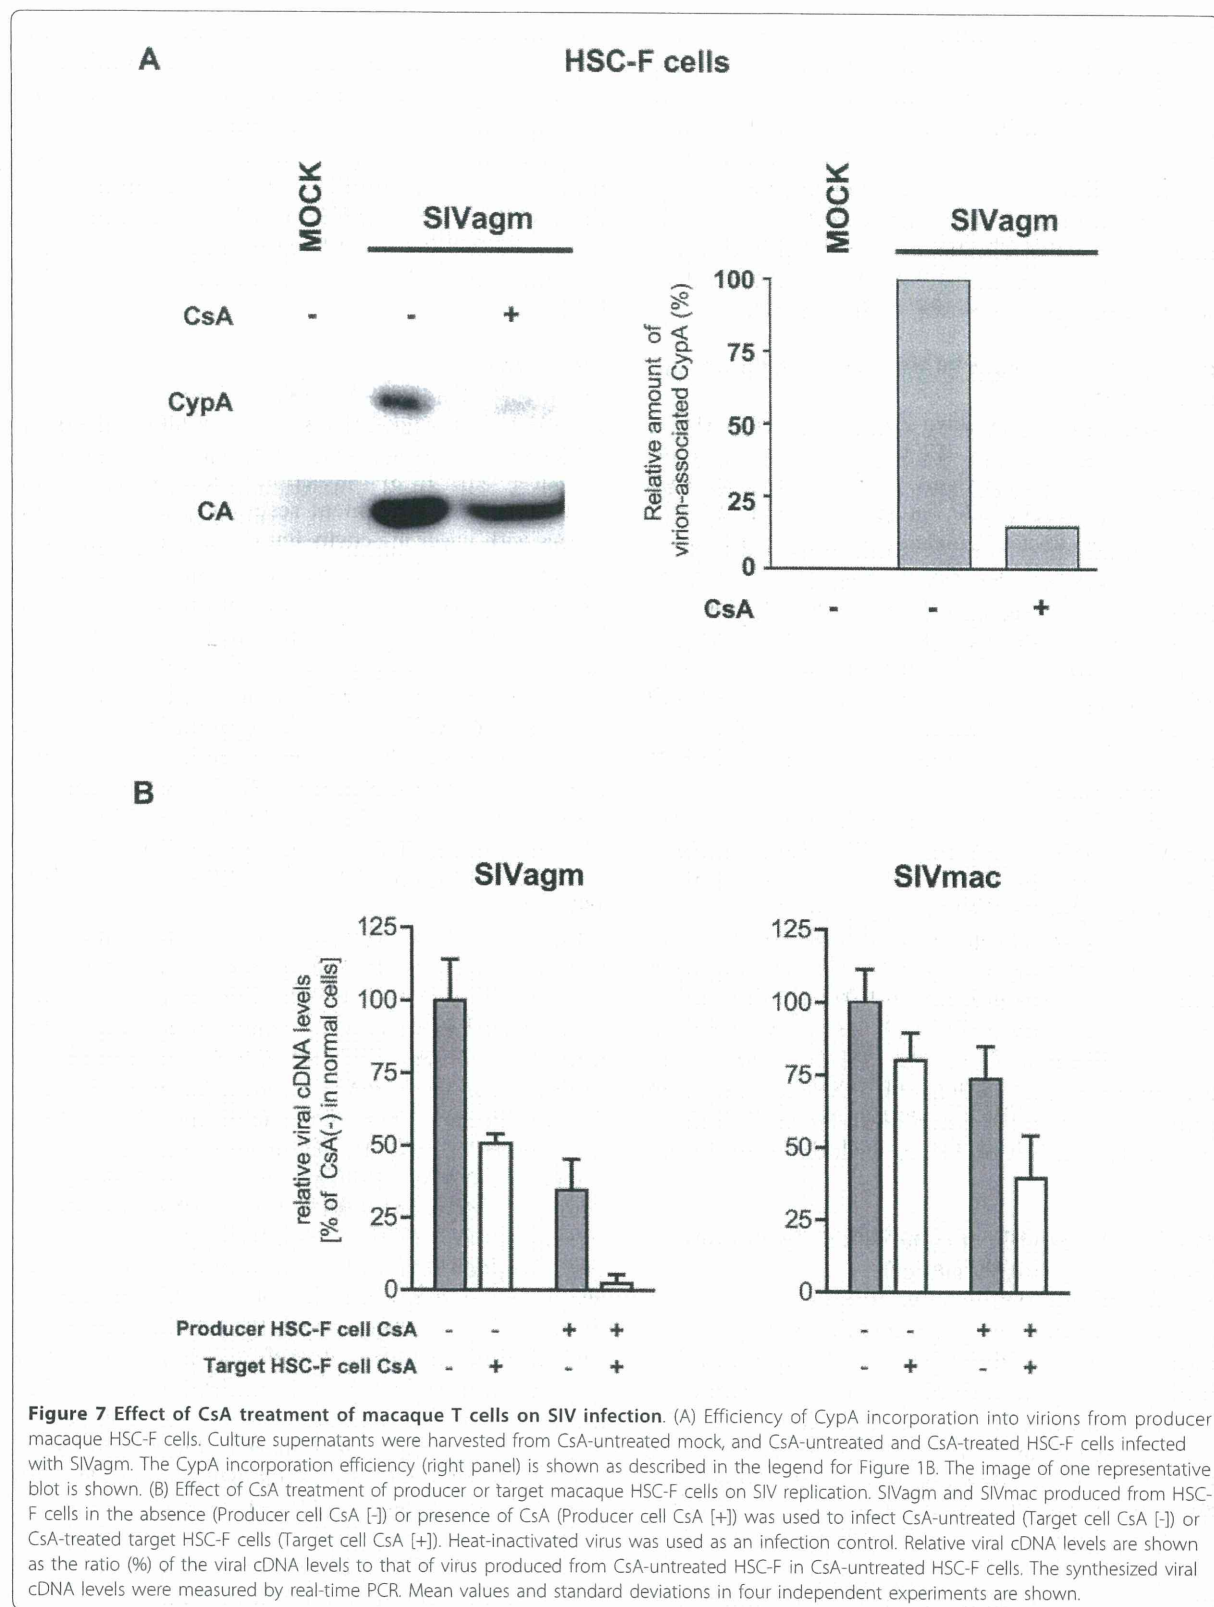 A
HSC-F cells
MOCK
SIVagm
CsA - - +
CypA
CA
MOCK
SIVagm
Relative amount of
virion-associated CypA (%)
100
75
50
25
0
CsA - - +
B
SIVagm
relative viral cDNA levels
[% of CsA(-) in normal cells]
125
100
75
50
25
0
SIVmac
125
100
75
50
25
0
Producer HSC-F cell CsA - - + + - - + +
Target HSC-F cell CsA - + - + - + - +
Figure 7 Effect of CsA treatment of macaque T cells on SIV infection. (A) Efficiency of CypA incorporation into virions from producer
macaque HSC-F cells. Culture supernatants were harvested from CsA-untreated mock, and CsA-untreated and CsA-treated HSC-F cells infected
with SIVagm. The CypA incorporation efficiency (right panel) is shown as described in the legend for Figure 1B. The image of one representative
blot is shown. (B) Effect of CsA treatment of producer or target macaque HSC-F cells on SIV replication. SIVagm and SIVmac produced from HSC-
F cells in the absence (Producer cell CsA [-]) or presence of CsA (Producer cell CsA [+]) was used to infect CsA-untreated (Target cell CsA [-]) or
CsA-treated target HSC-F cells (Target cell CsA [+]). Heat-inactivated virus was used as an infection control. Relative viral cDNA levels are shown
as the ratio (%) of the viral cDNA levels to that of virus produced from CsA-untreated HSC-F in CsA-untreated HSC-F cells. The synthesized viral
cDNA levels were measured by real-time PCR. Mean values and standard deviations in four independent experiments are shown.